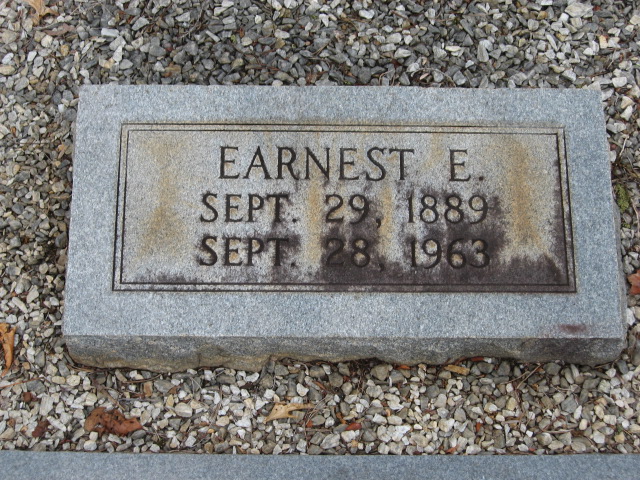 EARNEST E.
SEPT. 29, 1889
SEPT. 28, 1963